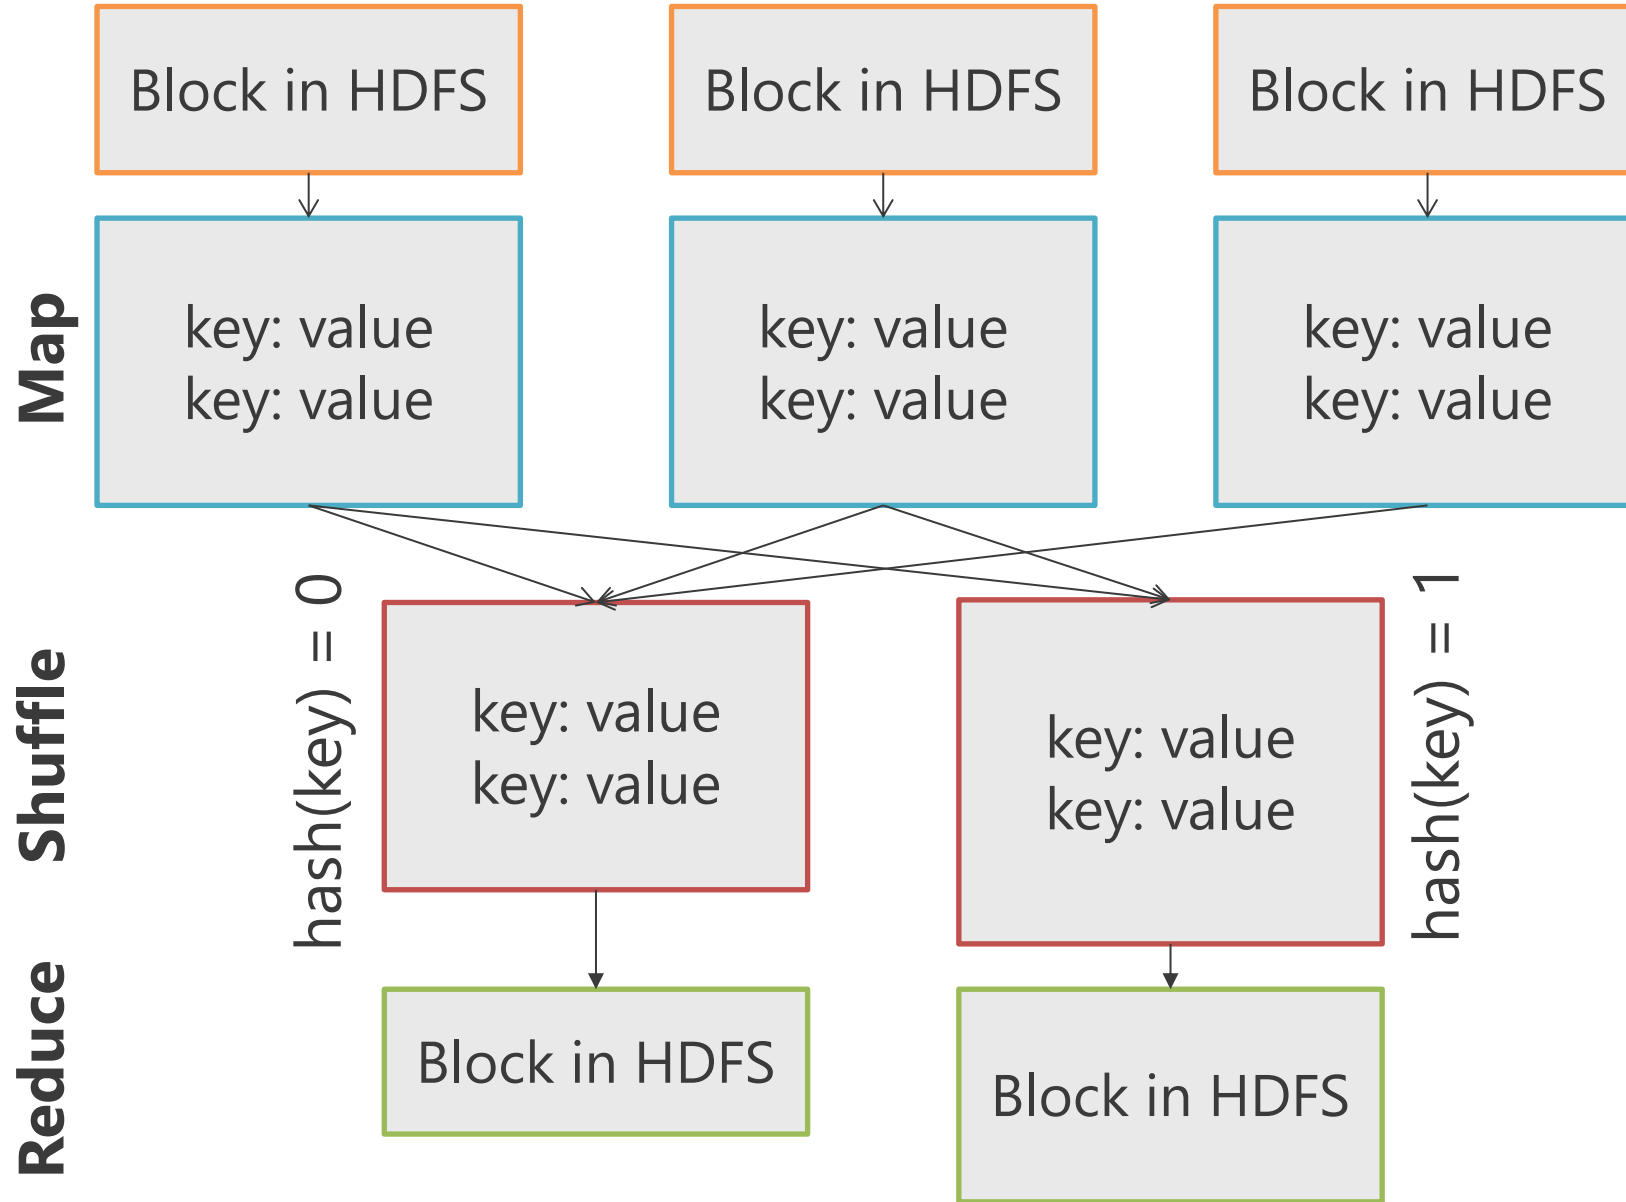 Block in HDFS
Block in HDFS
Block in HDFS
Map
key: value
key: value
key: value
key: value
key: value
key: value
Shuffle
hash(key) = 0
key: value
key: value
key: value
key: value
hash(key) = 1
Reduce
Block in HDFS
Block in HDFS